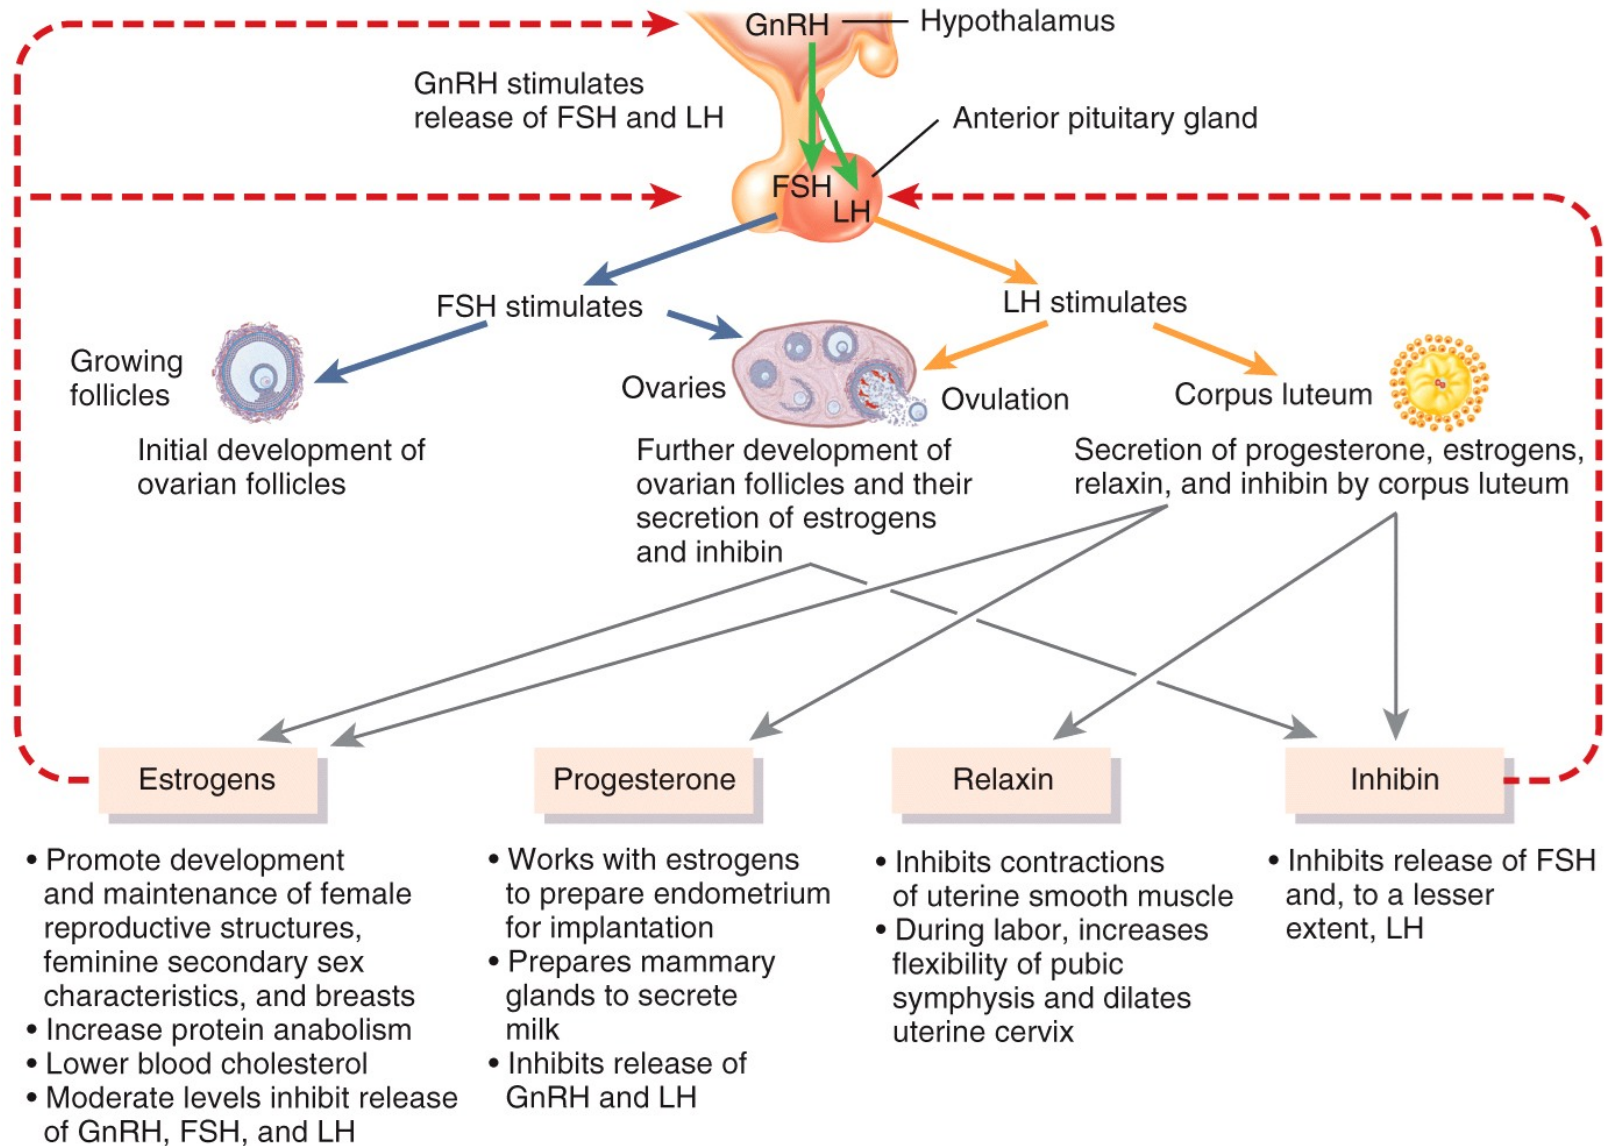 GnRH
Hypothalamus
GnRH stimulates
release of FSH and LH
Anterior pituitary gland
FSH
LH
FSH stimulates
LH stimulates
Growing
follicles
Ovaries
Ovulation
Corpus luteum
Initial development of
ovarian follicles
Further development of
ovarian follicles and their
secretion of estrogens
and inhibin
Secretion of progesterone, estrogens,
relaxin, and inhibin by corpus luteum
Estrogens
Progesterone
Relaxin
Inhibin
• Promote development
and maintenance of female
reproductive structures,
feminine secondary sex
characteristics, and breasts
• Increase protein anabolism
• Lower blood cholesterol
• Moderate levels inhibit release
of GnRH, FSH, and LH
• Works with estrogens
to prepare endometrium
for implantation
• Prepares mammary
glands to secrete
milk
• Inhibits release of
GnRH and LH
• Inhibits contractions
of uterine smooth muscle
• During labor, increases
flexibility of pubic
symphysis and dilates
uterine cervix
• Inhibits release of FSH
and, to a lesser
extent, LH